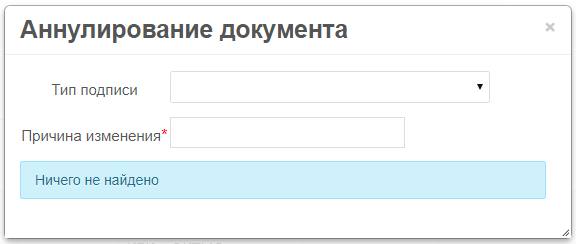 Аннулирование документа ×
Тип подписи
Причина изменения*
Ничего не найдено